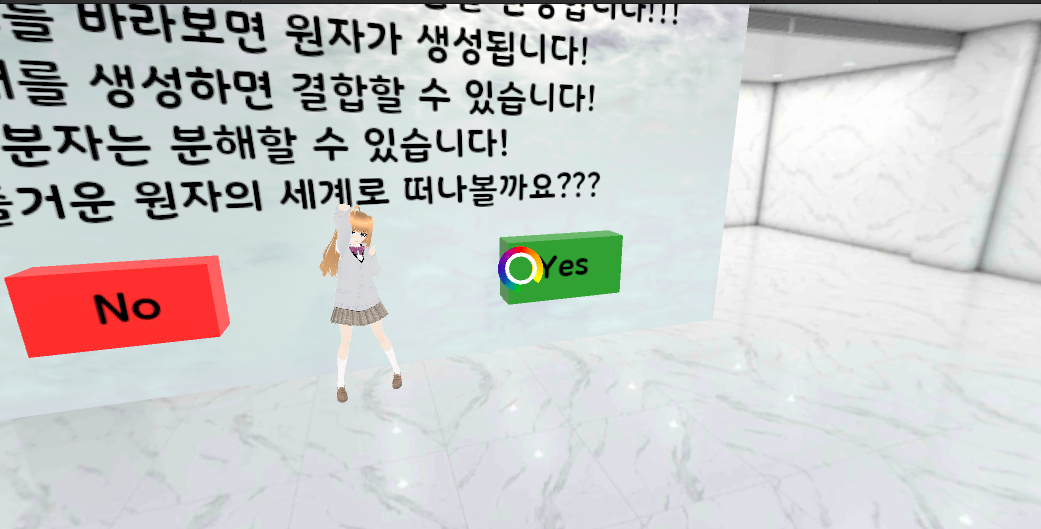 바라보면 원자가 생성됩니다!
를 생성하면 결합할 수 있습니다!
분자는 분해할 수 있습니다!
즐거운 원자의 세계로 떠나볼까요???
No
Yes